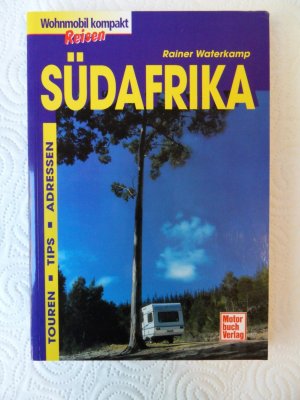 Wohnmobil kompakt
Reisen
Rainer Waterkamp
SÜDAFRIKA
TOUREN ■ TIPS ■ ADRESSEN
Motor
buch
Verlag